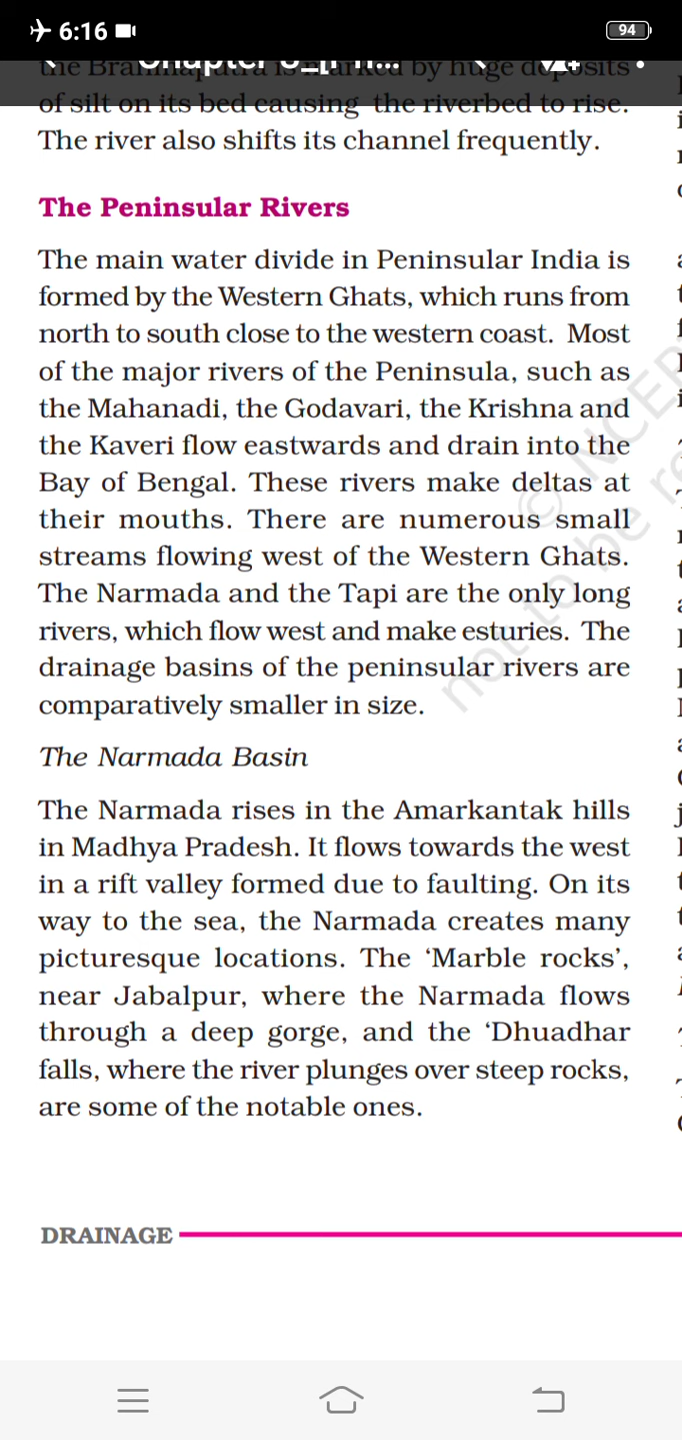 6:16
94
of silt on its bed causing the riverbed to rise.
The river also shifts its channel frequently.
The Peninsular Rivers
The main water divide in Peninsular India is
formed by the Western Ghats, which runs from
north to south close to the western coast. Most
of the major rivers of the Peninsula, such as
the Mahanadi, the Godavari, the Krishna and
the Kaveri flow eastwards and drain into the
Bay of Bengal. These rivers make deltas at
their mouths. There are numerous small
streams flowing west of the Western Ghats.
The Narmada and the Tapi are the only long
rivers, which flow west and make esturies. The
drainage basins of the peninsular rivers are
comparatively smaller in size.
The Narmada Basin
The Narmada rises in the Amarkantak hills
in Madhya Pradesh. It flows towards the west
in a rift valley formed due to faulting. On its
way to the sea, the Narmada creates many
picturesque locations. The ‘Marble rocks’,
near Jabalpur, where the Narmada flows
through a deep gorge, and the ‘Dhuadhar
falls, where the river plunges over steep rocks,
are some of the notable ones.
DRAINAGE
© NCER
not to be re